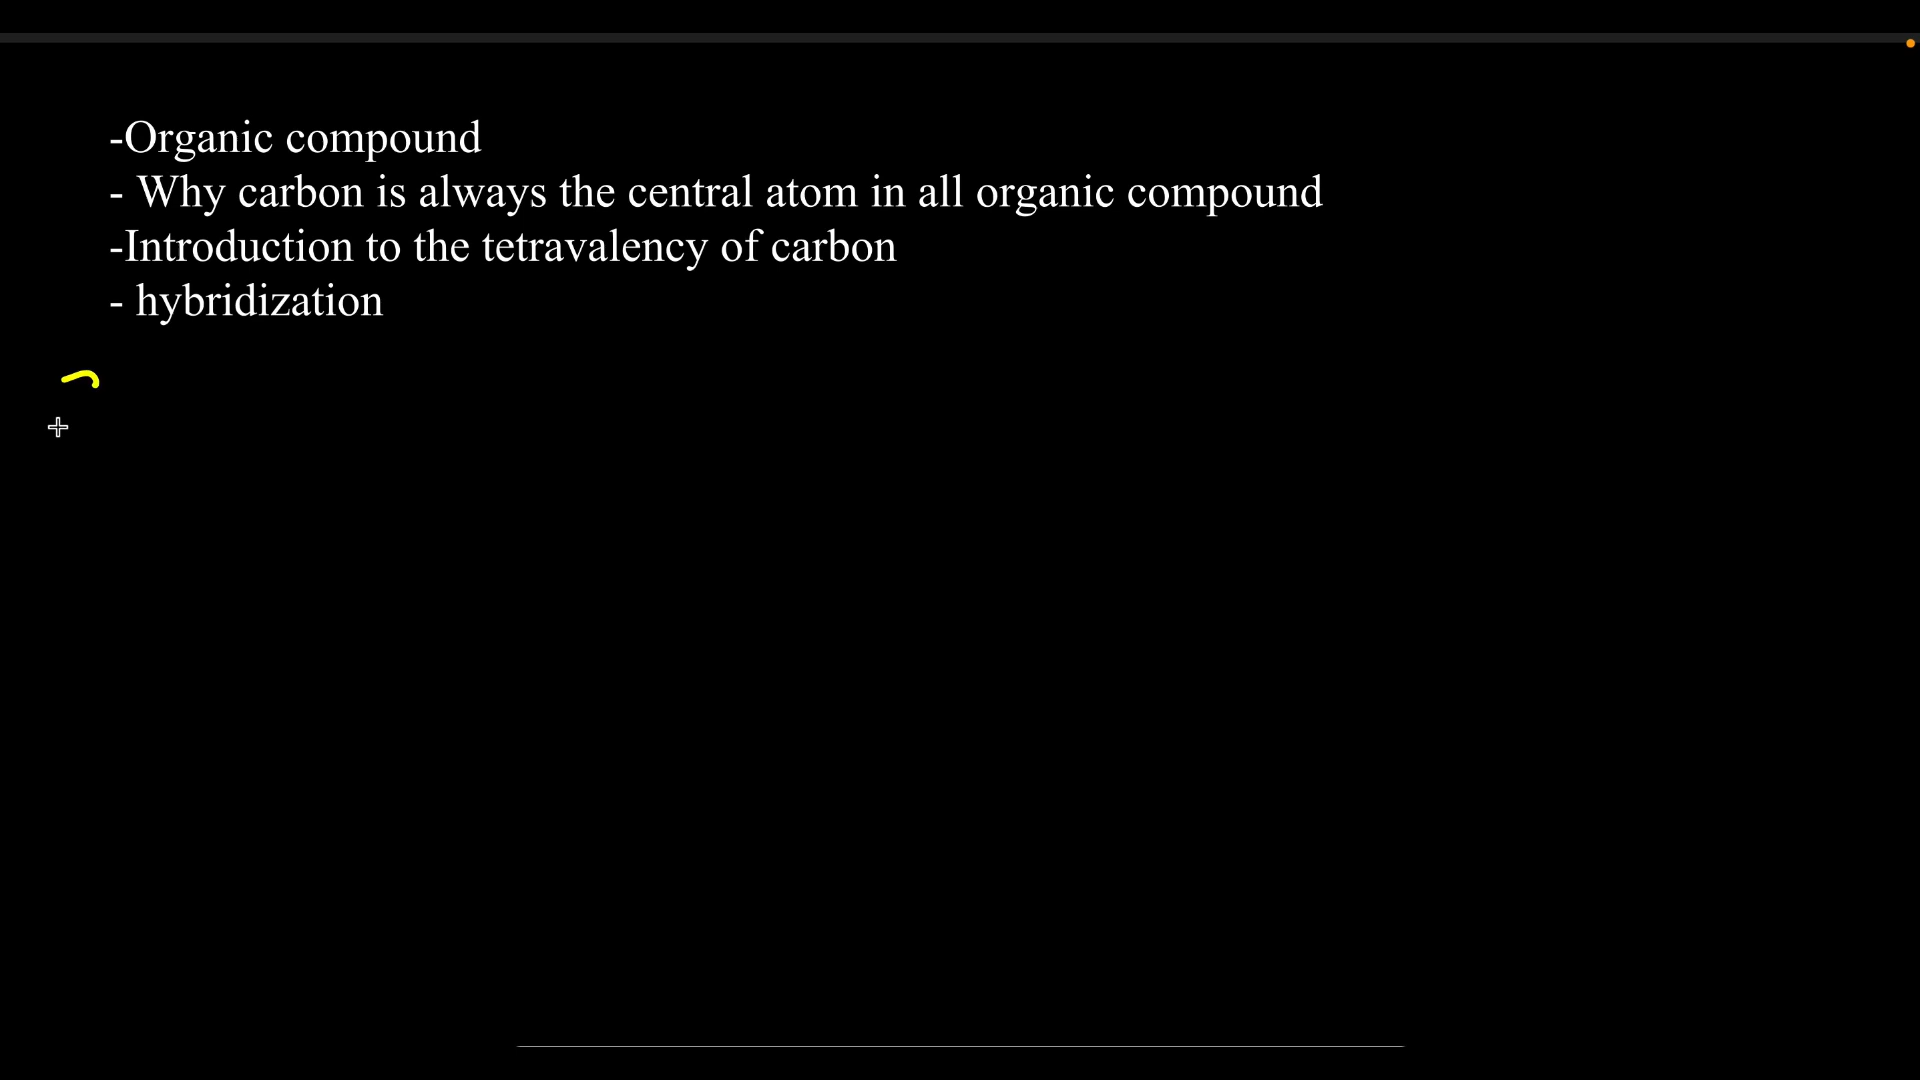 -Organic compound
- Why carbon is always the central atom in all organic compound
-Introduction to the tetravalency of carbon
- hybridization